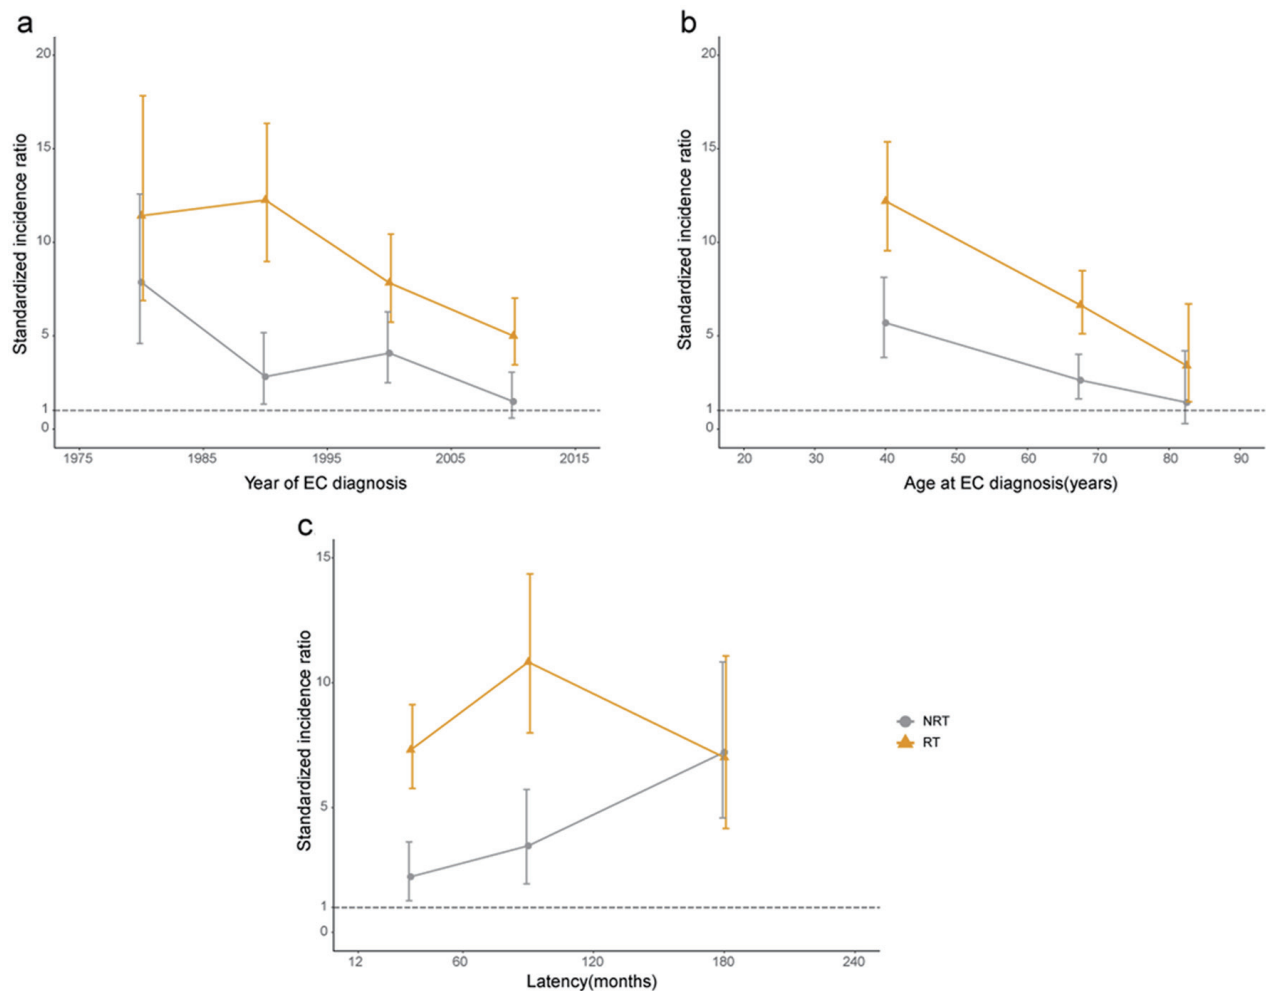 a
Standardized incidence ratio
20
15
10
5
1
0
1975 1985 1995 2005 2015
Year of EC diagnosis
b
Standardized incidence ratio
20
15
10
5
1
0
20 30 40 50 60 70 80 90
Age at EC diagnosis(years)
c
Standardized incidence ratio
15
10
5
1
0
12 60 120 180 240
Latency(months)
NRT
RT